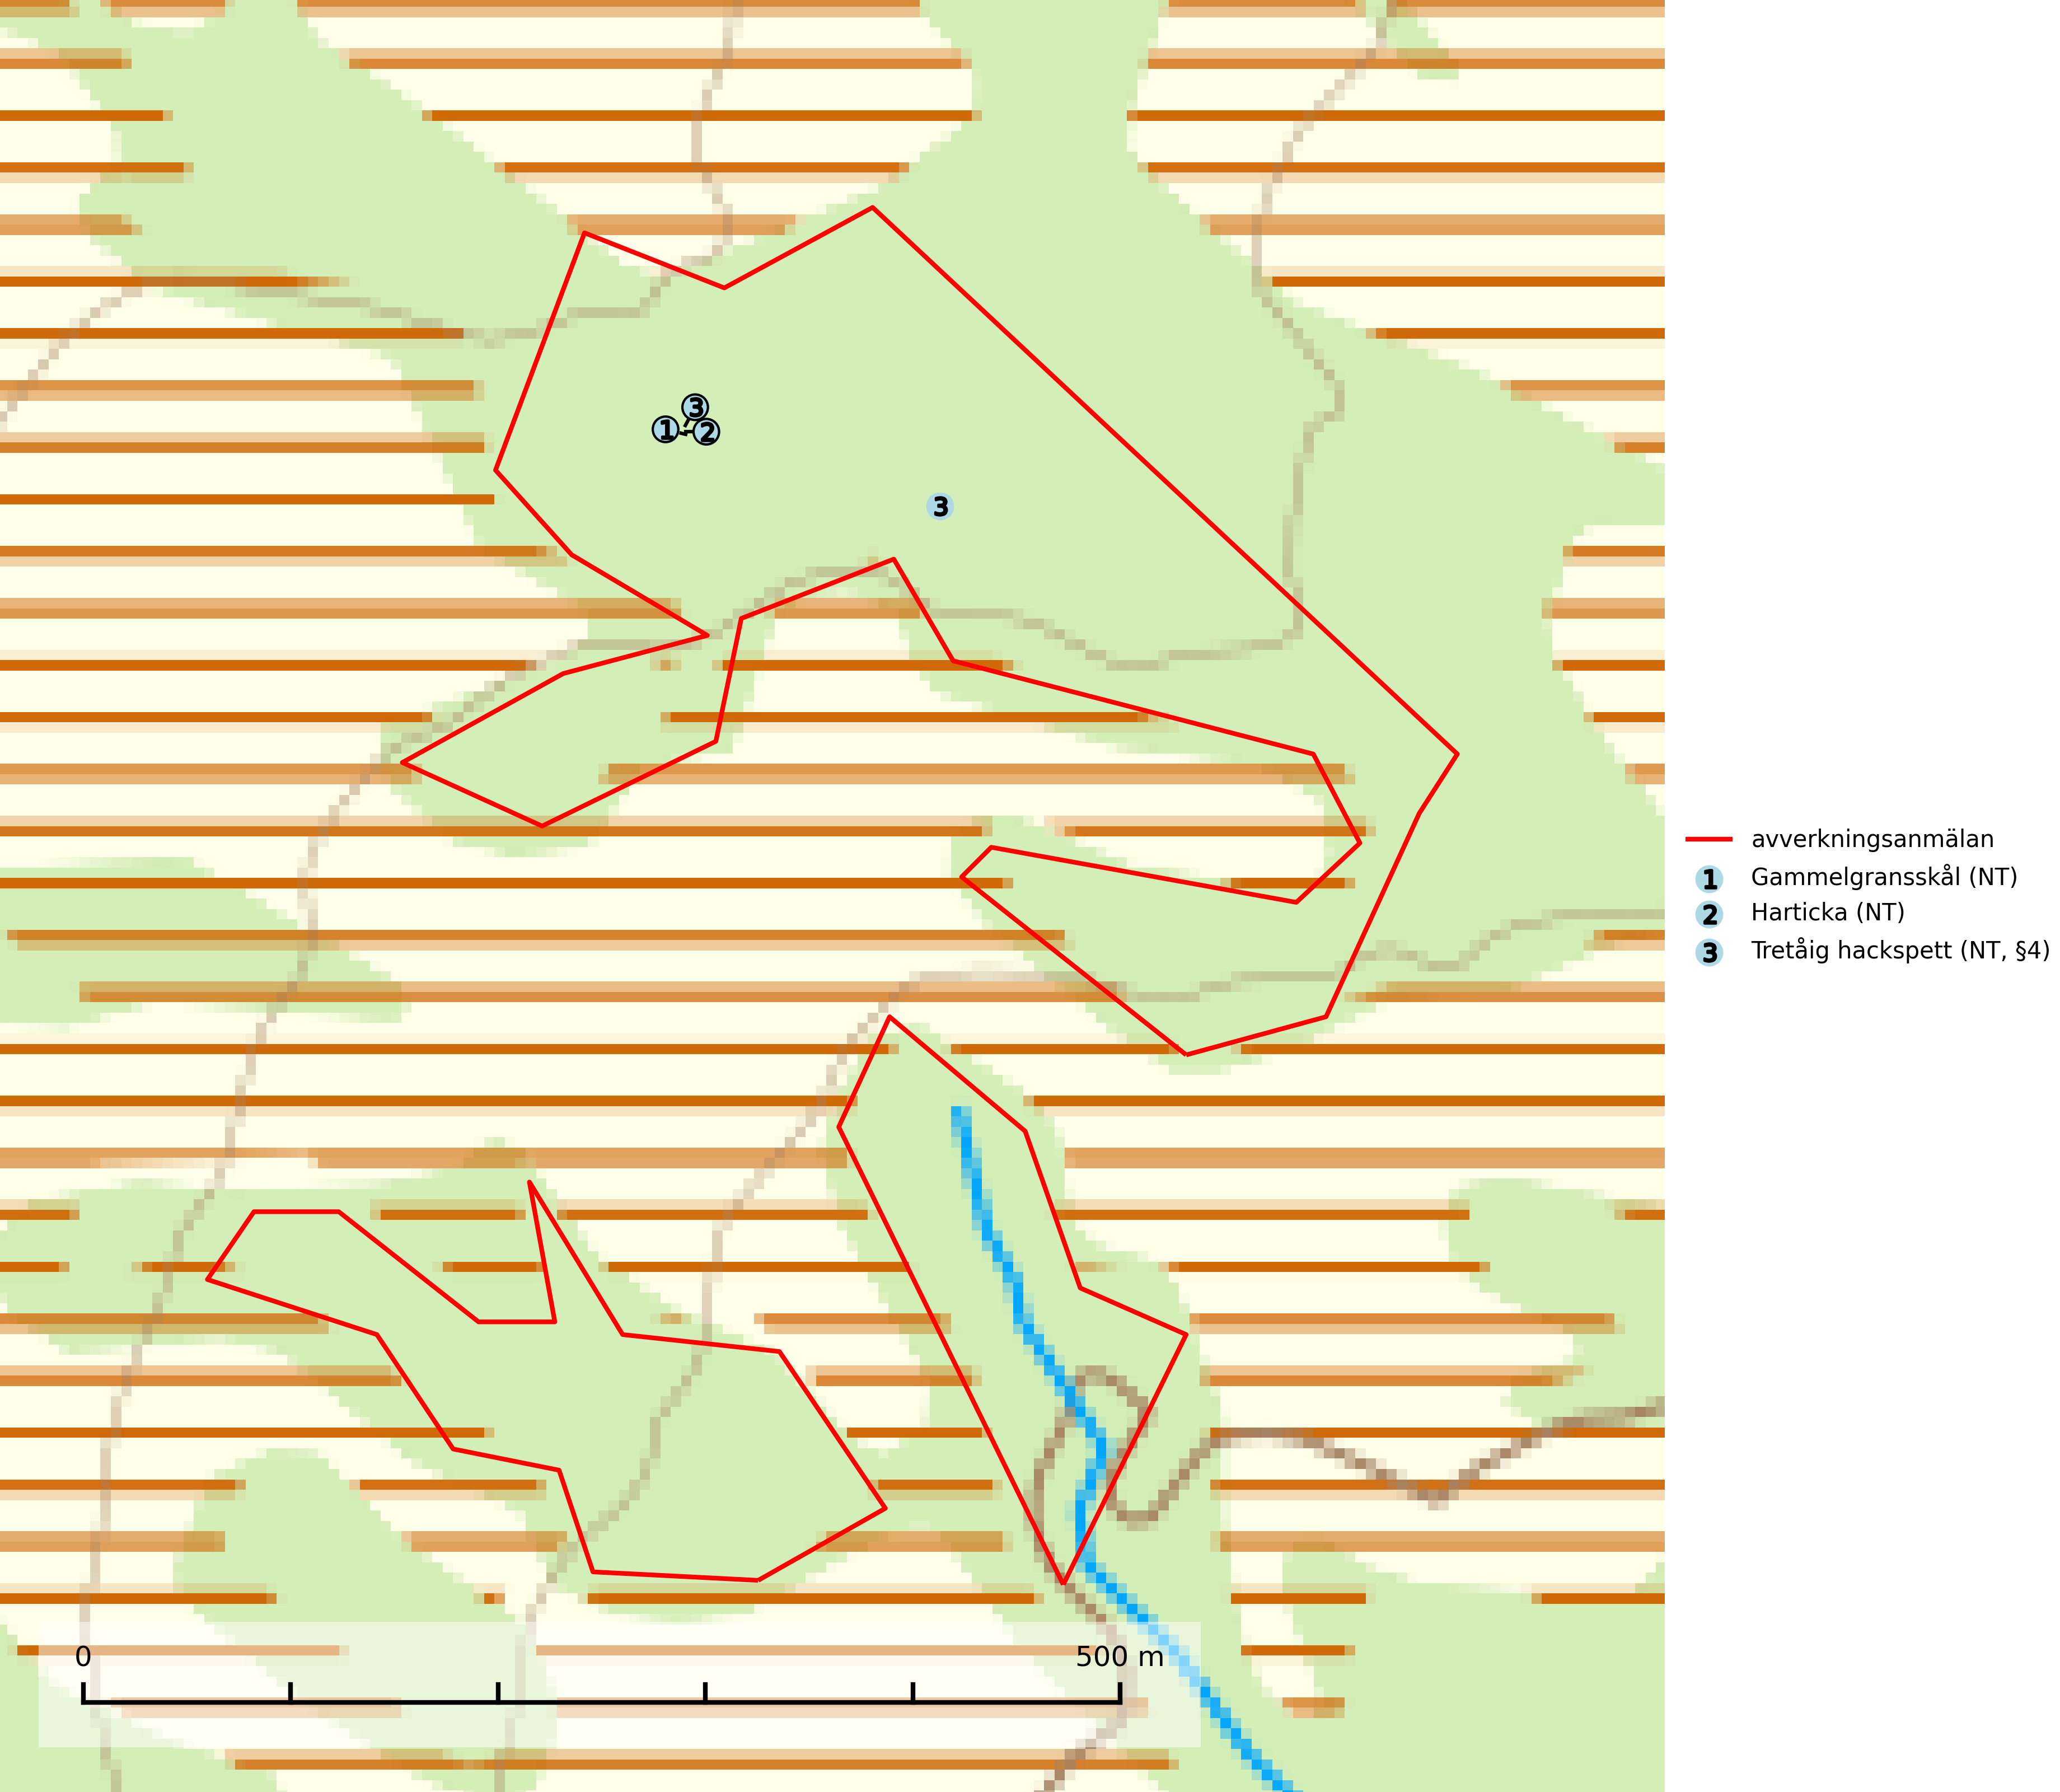 3
1
2
3
avverkningsanmälan
1 Gammelgransskål (NT)
2 Harticka (NT)
3 Tretåig hackspett (NT, §4)
0 500 m